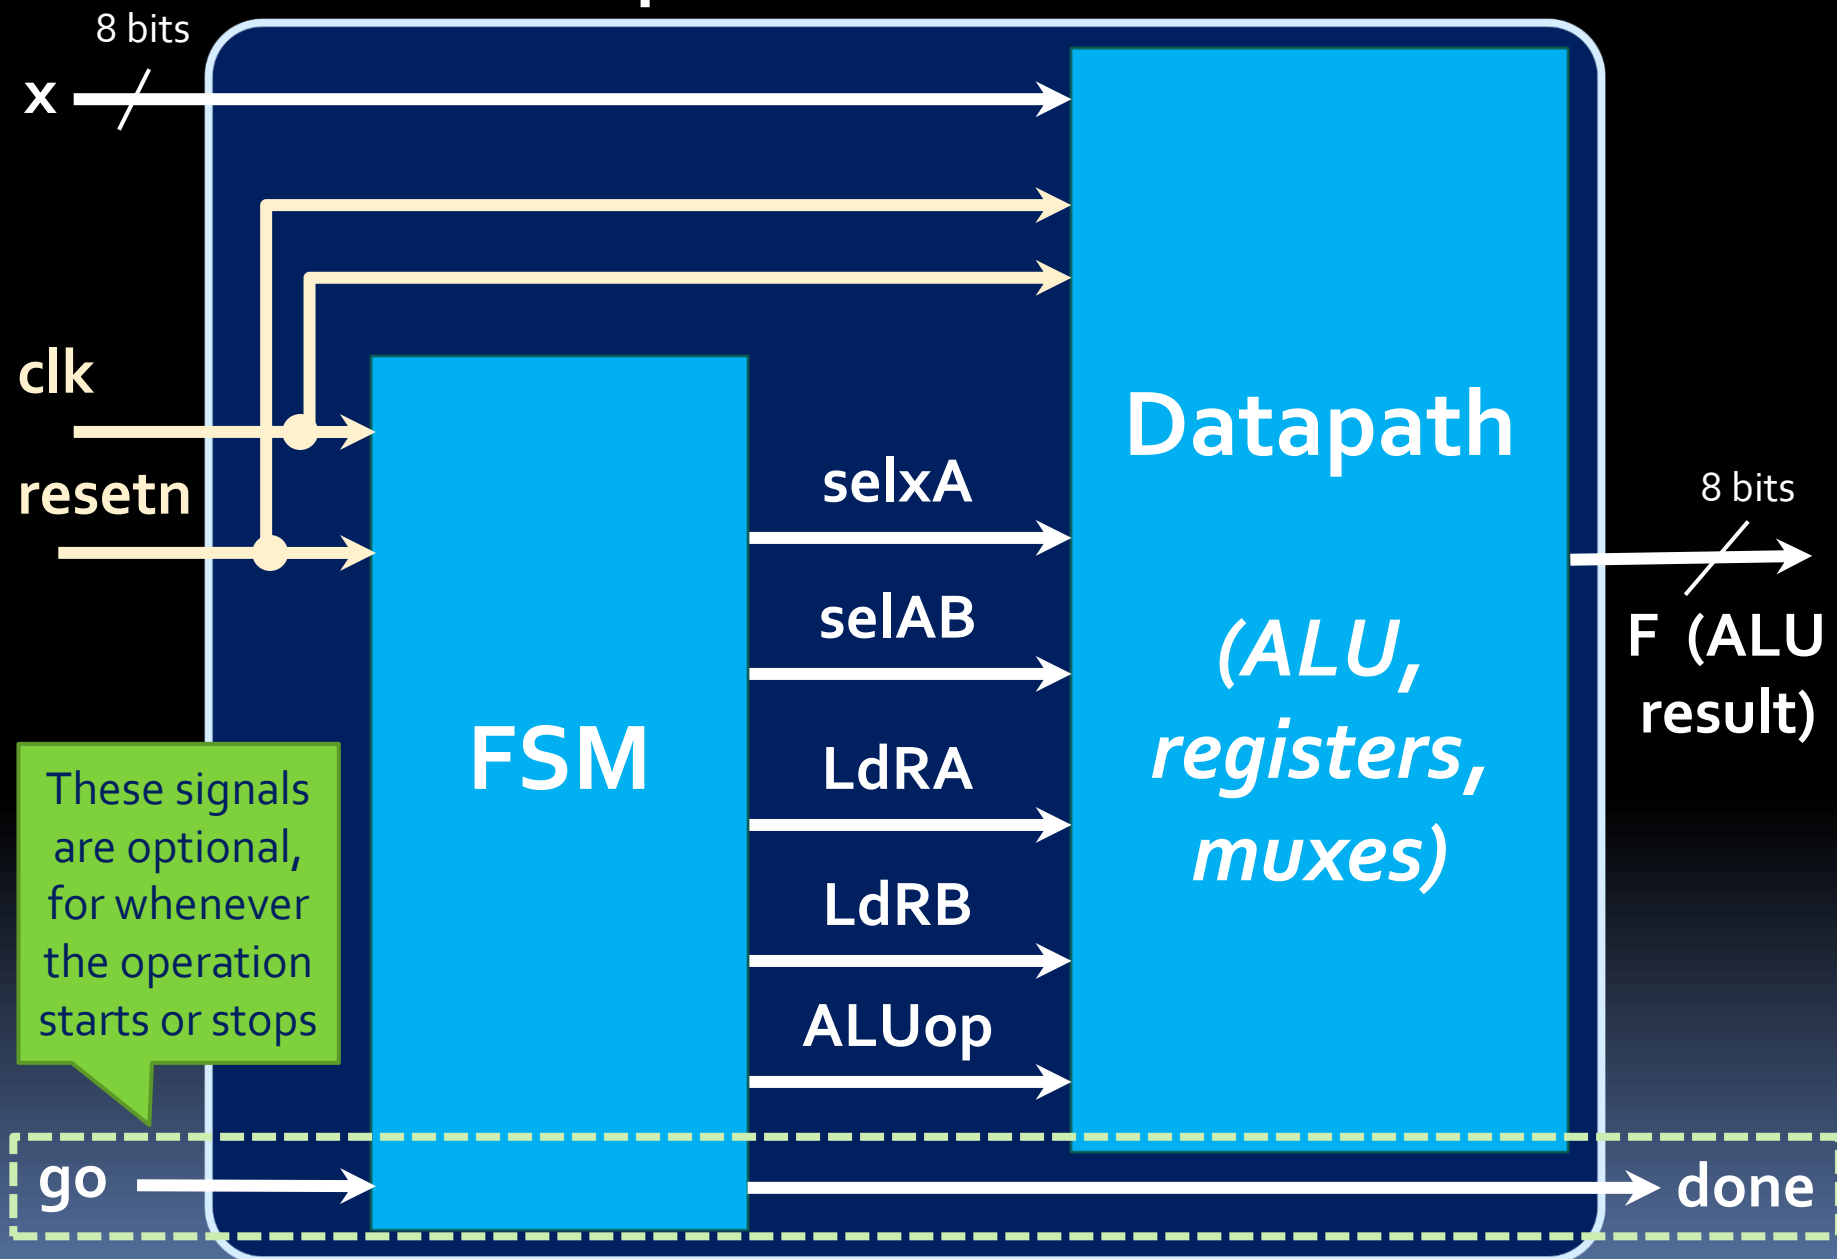 8 bits
x
clk
resetn
selxA
selAB
LdRA
LdRB
ALUop
FSM
Datapath
(ALU,
registers,
muxes)
8 bits
F (ALU
result)
These signals
are optional,
for whenever
the operation
starts or stops
go
done